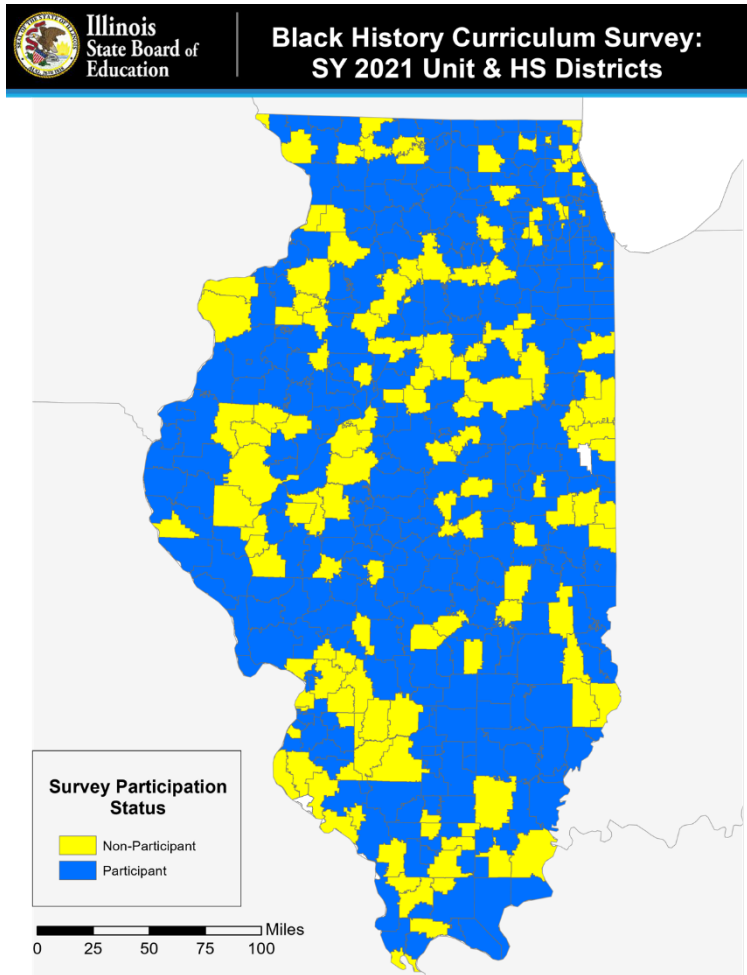 Illinois
State Board of
Education
Black History Curriculum Survey:
SY 2021 Unit & HS Districts
Survey Participation
Status
Non-Participant
Participant
Miles
0 25 50 75 100